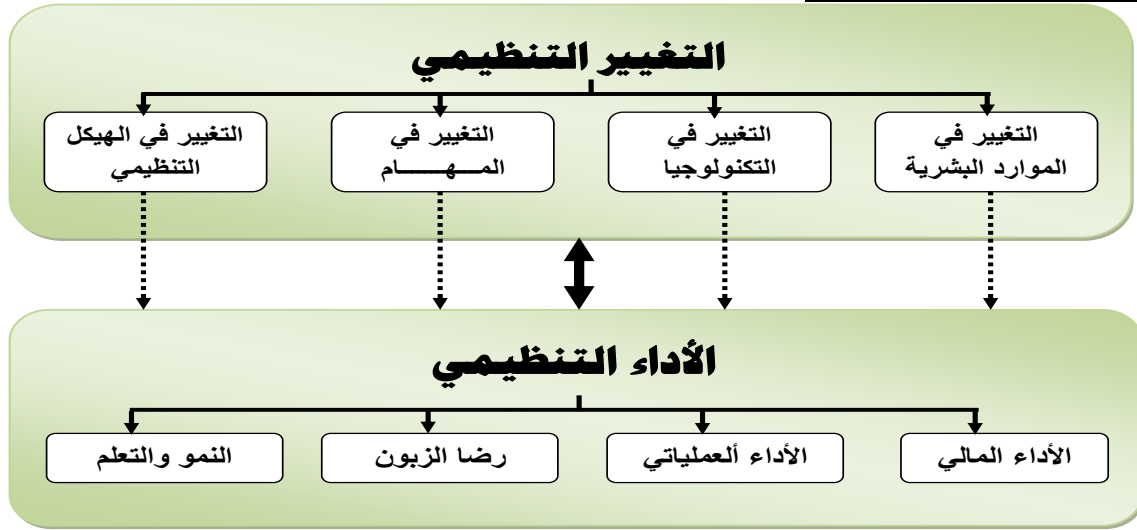 التغيير التنظيمي
التغيير في
الموارد البشرية
التغيير في
التكنولوجيا
التغيير في
المـــهـــــــام
التغيير في الهيكل
التنظيمي
الأداء التنظيمي
الأداء المالي
الأداء ألعملياتي
رضا الزبون
النمو والتعلم